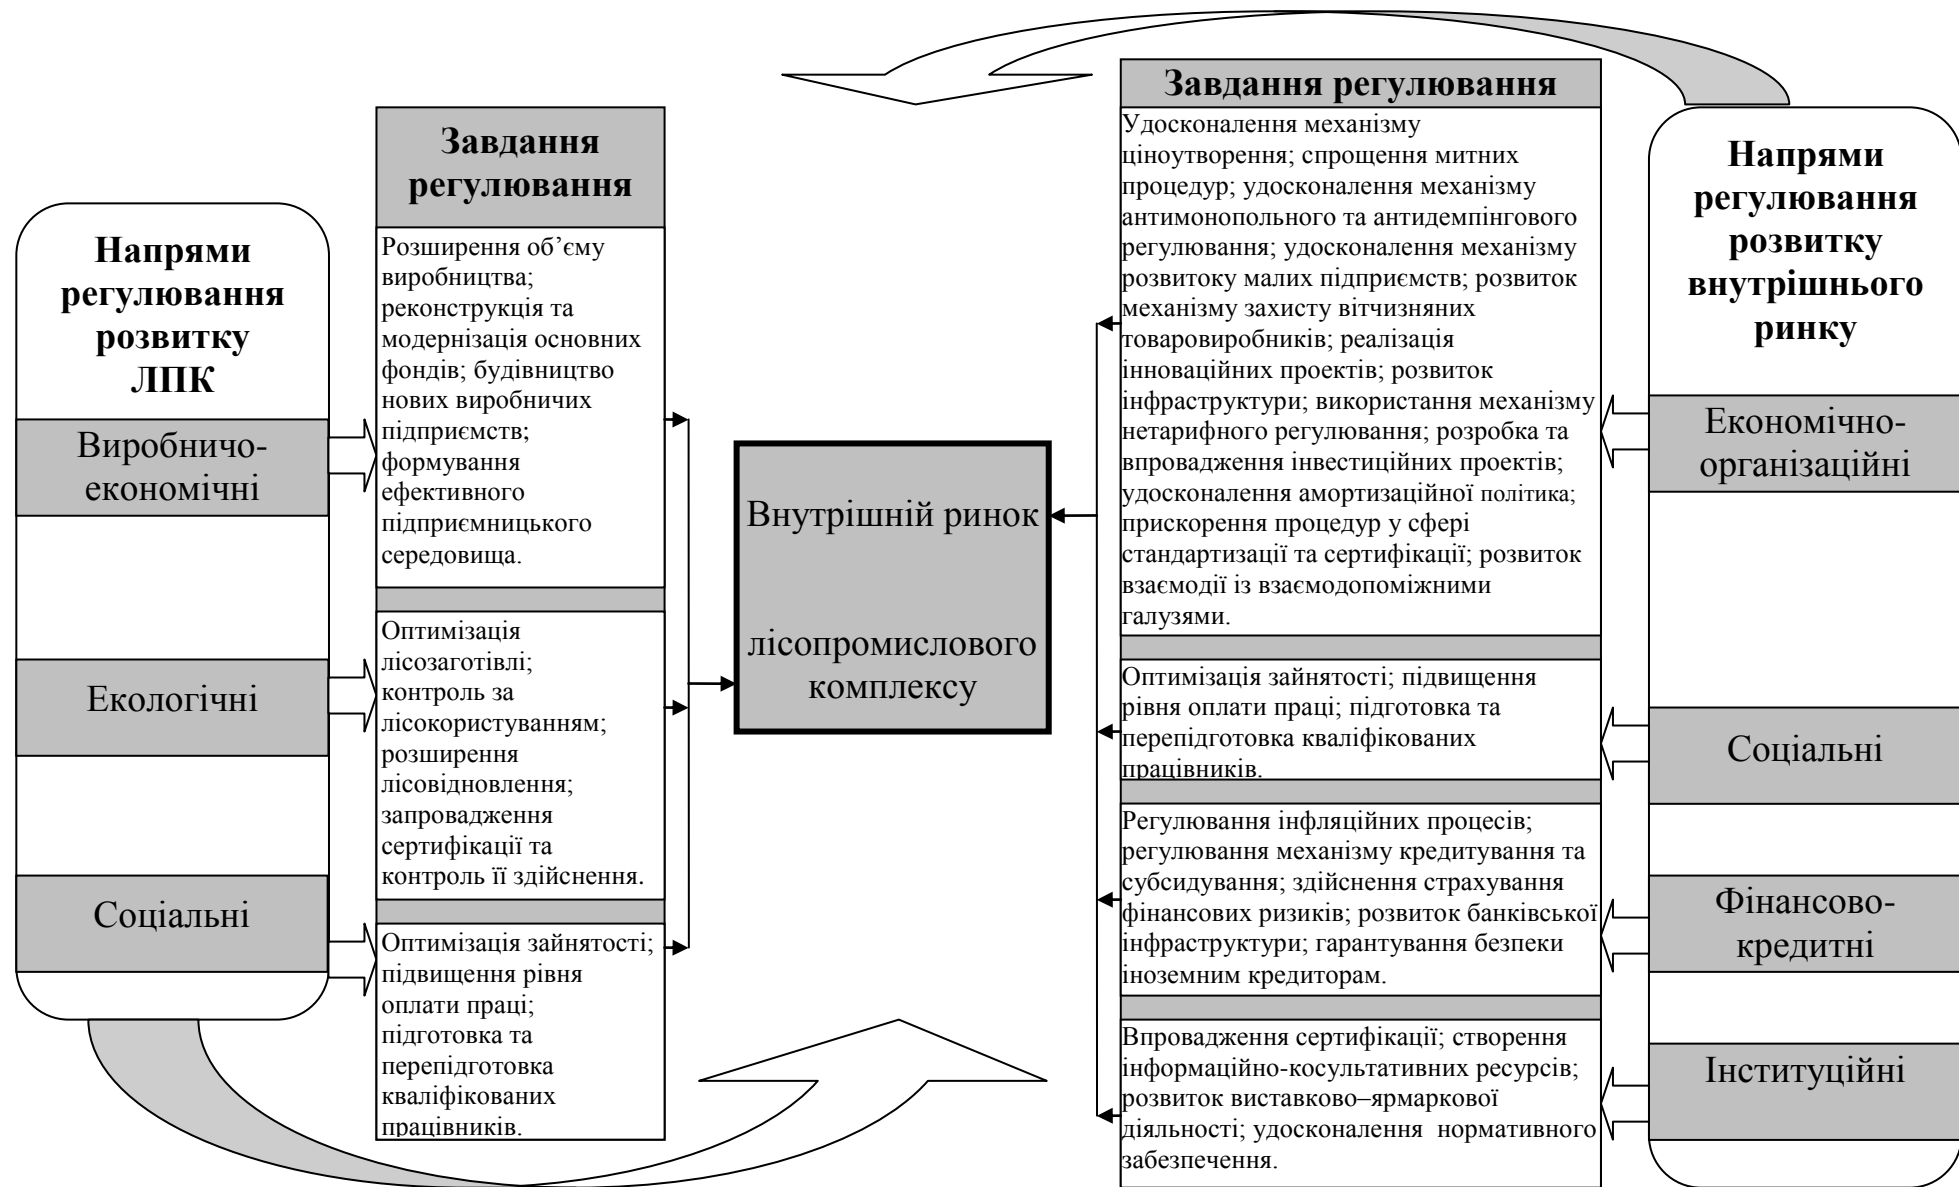 Напрями
регулювання
розвитку
ЛПК
Виробничо-
економічні
Екологічні
Соціальні
Завдання
регулювання
Розширення об’єму
виробництва;
реконструкція та
модернізація основних
фондів; будівництво
нових виробничих
підприємств;
формування
ефективного
підприємницького
середовища.
Оптимізація
лісозаготівлі;
контроль за
лісокористуванням;
розширення
лісовідновлення;
запровадження
сертифікації та
контроль її здійснення.
Оптимізація зайнятості;
підвищення рівня
оплати праці;
підготовка та
перепідготовка
кваліфікованих
працівників.
Внутрішній ринок
лісопромислового
комплексу
Завдання регулювання
Удосконалення механізму
ціноутворення; спрощення митних
процедур; удосконалення механізму
антимонопольного та антидемпінгового
регулювання; удосконалення механізму
розвитоку малих підприємств; розвиток
механізму захисту вітчизняних
товаровиробників; реалізація
інноваційних проектів; розвиток
інфраструктури; використання механізму
нетарифного регулювання; розробка та
впровадження інвестиційних проектів;
удосконалення амортизаційної політика;
прискорення процедур у сфері
стандартизації та сертифікації; розвиток
взаємодії із взаємодопоміжними
галузями.
Оптимізація зайнятості; підвищення
рівня оплати праці; підготовка та
перепідготовка кваліфікованих
працівників.
Регулювання інфляційних процесів;
регулювання механізму кредитування та
субсидування; здійснення страхування
фінансових ризиків; розвиток банківської
інфраструктури; гарантування безпеки
іноземним кредиторам.
Впровадження сертифікації; створення
інформаційно-косультативних ресурсів;
розвиток виставково–ярмаркової
діяльності; удосконалення нормативного
забезпечення.
Напрями
регулювання
розвитку
внутрішнього
ринку
Економічно-
організаційні
Соціальні
Фінансово-
кредитні
Інституційні